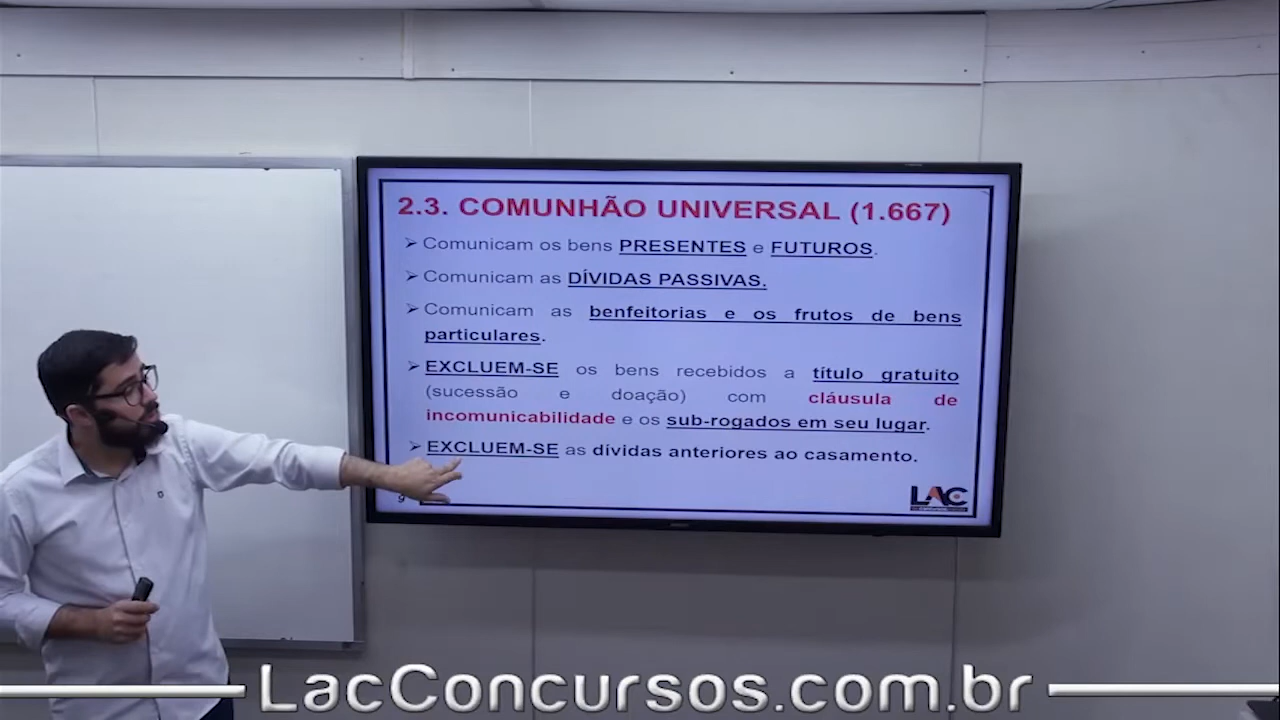 2.3. COMUNHÃO UNIVERSAL (1.667)
➢ Comunicam os bens PRESENTES e FUTUROS.
➢ Comunicam as DÍVIDAS PASSIVAS.
➢ Comunicam as benfeitorias e os frutos de bens
particulares.
➢ EXCLUEM-SE os bens recebidos a título gratuito
(sucessão e doação) com cláusula de
incomunicabilidade e os sub-rogados em seu lugar.
➢ EXCLUEM-SE as dívidas anteriores ao casamento.
9
LAC
LacConcursos.com.br